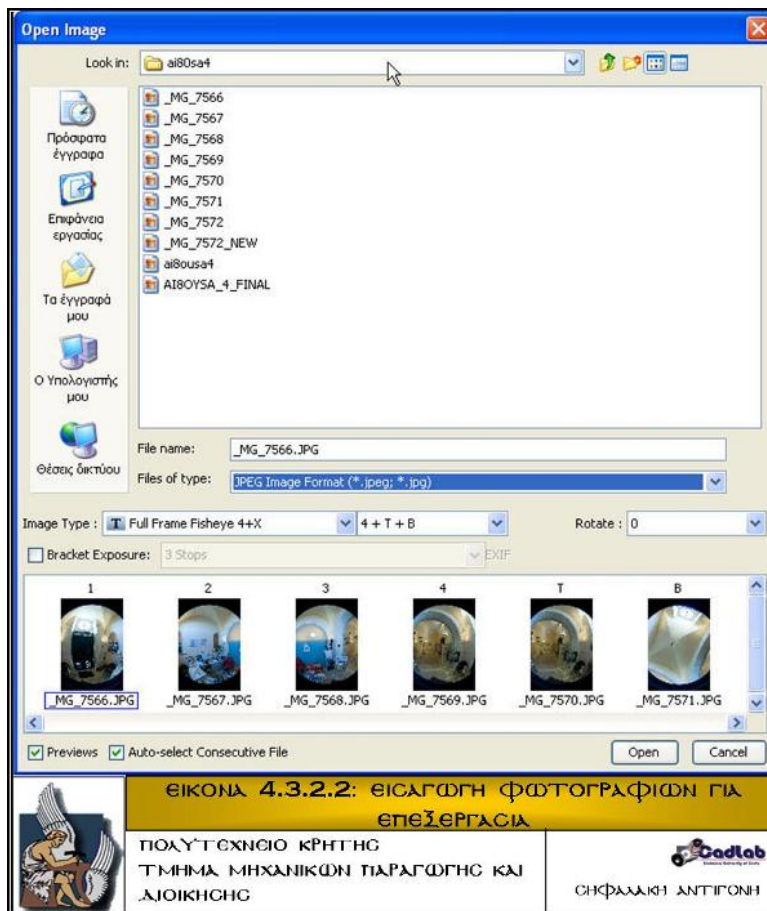 Open Image
Look in: ai80sa4
Πρόσφατα
έγγραφα
Επιφάνεια
εργασίας
Τα έγγραφά
μου
Ο Υπολογιστής
μου
Θέσεις δικτύου
_MG_7566
_MG_7567
_MG_7568
_MG_7569
_MG_7570
_MG_7571
_MG_7572
_MG_7572_NEW
ai8ousa4
AI8OYSA_4_FINAL
File name: _MG_7566.JPG
Files of type: JPEG Image Format (*.jpeg; *.jpg)
Image Type : T Full Frame Fisheye 4+X 4 + T + B Rotate : 0
Bracket Exposure: 3 Stops EXIF
1 2 3 4 T B
_MG_7566.JPG _MG_7567.JPG _MG_7568.JPG _MG_7569.JPG _MG_7570.JPG _MG_7571.JPG
Previews Auto-select Consecutive File Open Cancel
ΕΙΚΟΝΑ 4.3.2.2: ΕΙΣΑΓΩΓΗ ΦΩΤΟΓΡΑΦΙΩΝ ΓΙΑ
ΕΠΕΞΕΡΓΑΣΙΑ
ΠΟΛΥΤΕΧΝΕΙΟ ΚΡΗΤΗΣ
ΤΜΗΜΑ ΜΗΧΑΝΙΚΩΝ ΠΑΡΑΓΩΓΗΣ ΚΑΙ
ΔΙΟΙΚΗΣΗΣ
Cadlab
ΣΗΦΑΛΑΚΗ ΑΝΤΙΓΟΝΗ